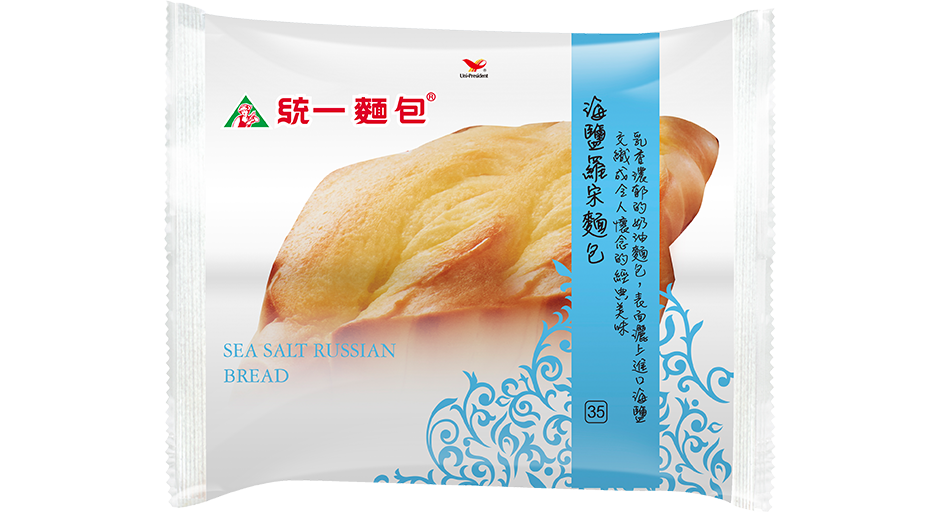 Uni-President
統一麵包®
海鹽羅宋麵包
乳香濃郁的奶油麵包，表面灑上進口海鹽
交織成令人懷念的經典美味
SEA SALT RUSSIAN
BREAD
35